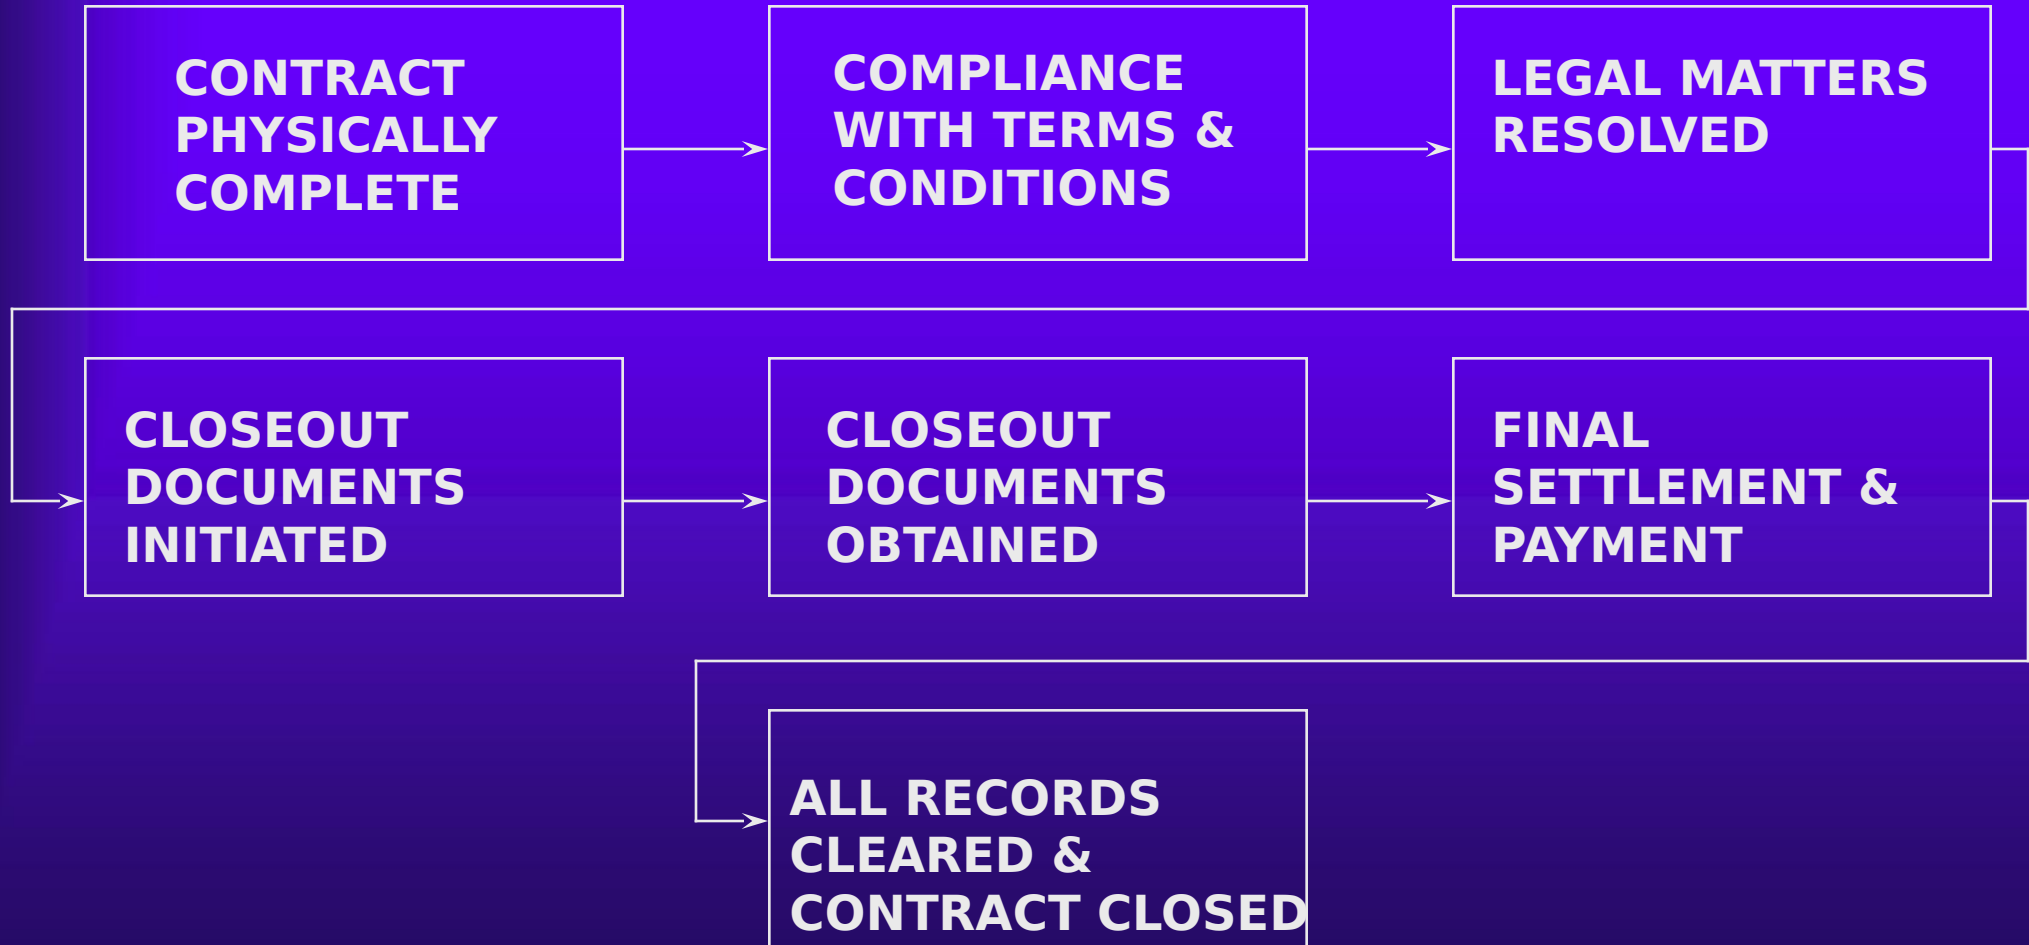 CONTRACT
PHYSICALLY
COMPLETE
COMPLIANCE
WITH TERMS &
CONDITIONS
LEGAL MATTERS
RESOLVED
CLOSEOUT
DOCUMENTS
INITIATED
CLOSEOUT
DOCUMENTS
OBTAINED
FINAL
SETTLEMENT &
PAYMENT
ALL RECORDS
CLEARED &
CONTRACT CLOSED